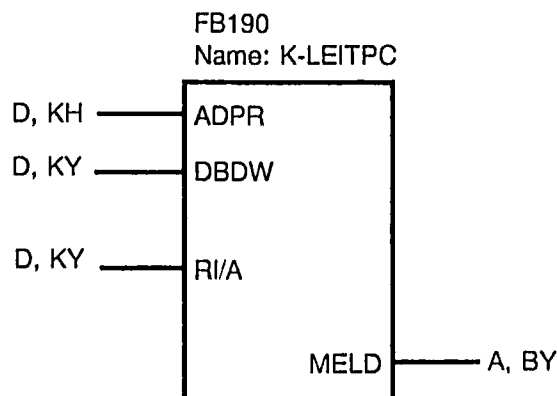 FB190
Name: K-LEITPC
D, KH ADPR
D, KY DBDW
D, KY RI/A
MELD A, BY